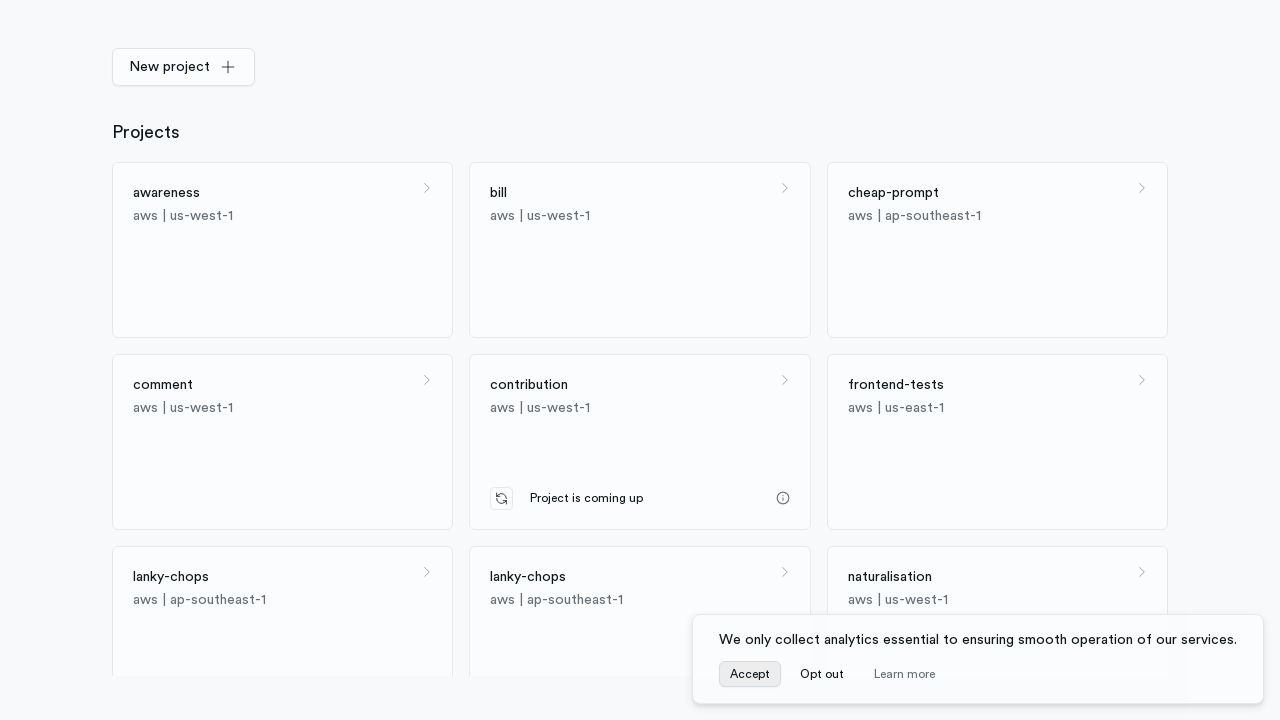 New project
Projects
awareness
aws | us-west-1
bill
aws | us-west-1
cheap-prompt
aws | ap-southeast-1
comment
aws | us-west-1
contribution
aws | us-west-1
Project is coming up
frontend-tests
aws | us-east-1
lanky-chops
aws | ap-southeast-1
lanky-chops
aws | ap-southeast-1
naturalisation
aws | us-west-1
We only collect analytics essential to ensuring smooth operation of our services.
Accept
Opt out
Learn more